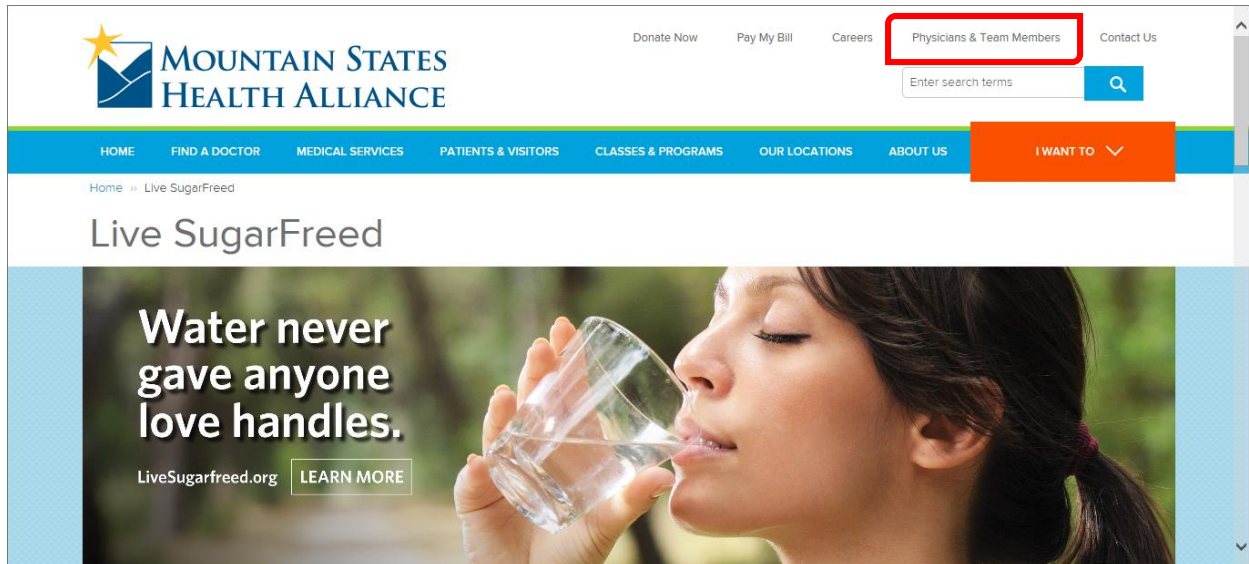 Donate Now Pay My Bill Careers Physicians & Team Members Contact Us
MOUNTAIN STATES
HEALTH ALLIANCE
Enter search terms
HOME FIND A DOCTOR MEDICAL SERVICES PATIENTS & VISITORS CLASSES & PROGRAMS OUR LOCATIONS ABOUT US I WANT TO
Home » Live SugarFreed
Live SugarFreed
Water never
gave anyone
love handles.
LiveSugarfreed.org LEARN MORE